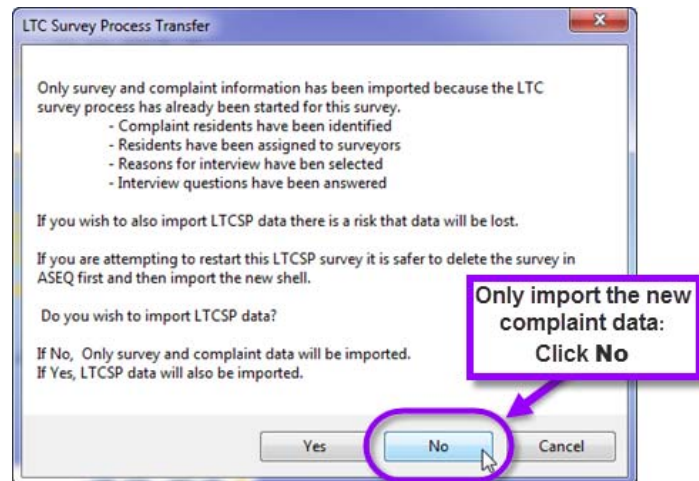 LTC Survey Process Transfer
Only survey and complaint information has been imported because the LTC
survey process has already been started for this survey.
- Complaint residents have been identified
- Residents have been assigned to surveyors
- Reasons for interview have ben selected
- Interview questions have been answered
If you wish to also import LTCSP data there is a risk that data will be lost.
If you are attempting to restart this LTCSP survey it is safer to delete the survey in
ASEQ first and then import the new shell.
Do you wish to import LTCSP data?
If No, Only survey and complaint data will be imported.
If Yes, LTCSP data will also be imported.
Only import the new
complaint data:
Click No
Yes No Cancel